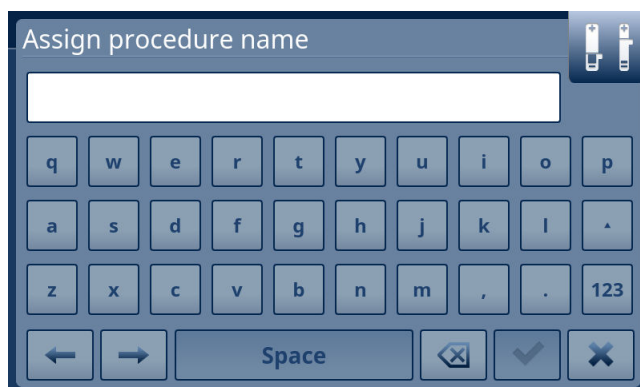 Assign procedure name
q w e r t y u i o p
a s d f g h j k l
z x c v b n m , . 123
Space